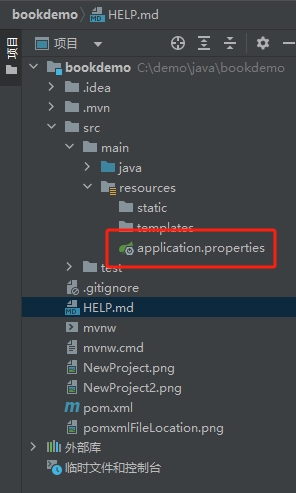 bookdemo HELP.md
项目
项目
bookdemo C:\demo\java\bookdemo
.idea
.mvn
src
main
java
resources
static
templates
application.properties
test
.gitignore
HELP.md
mvnw
mvnw.cmd
NewProject.png
NewProject2.png
pom.xml
pomxmlFileLocation.png
外部库
临时文件和控制台